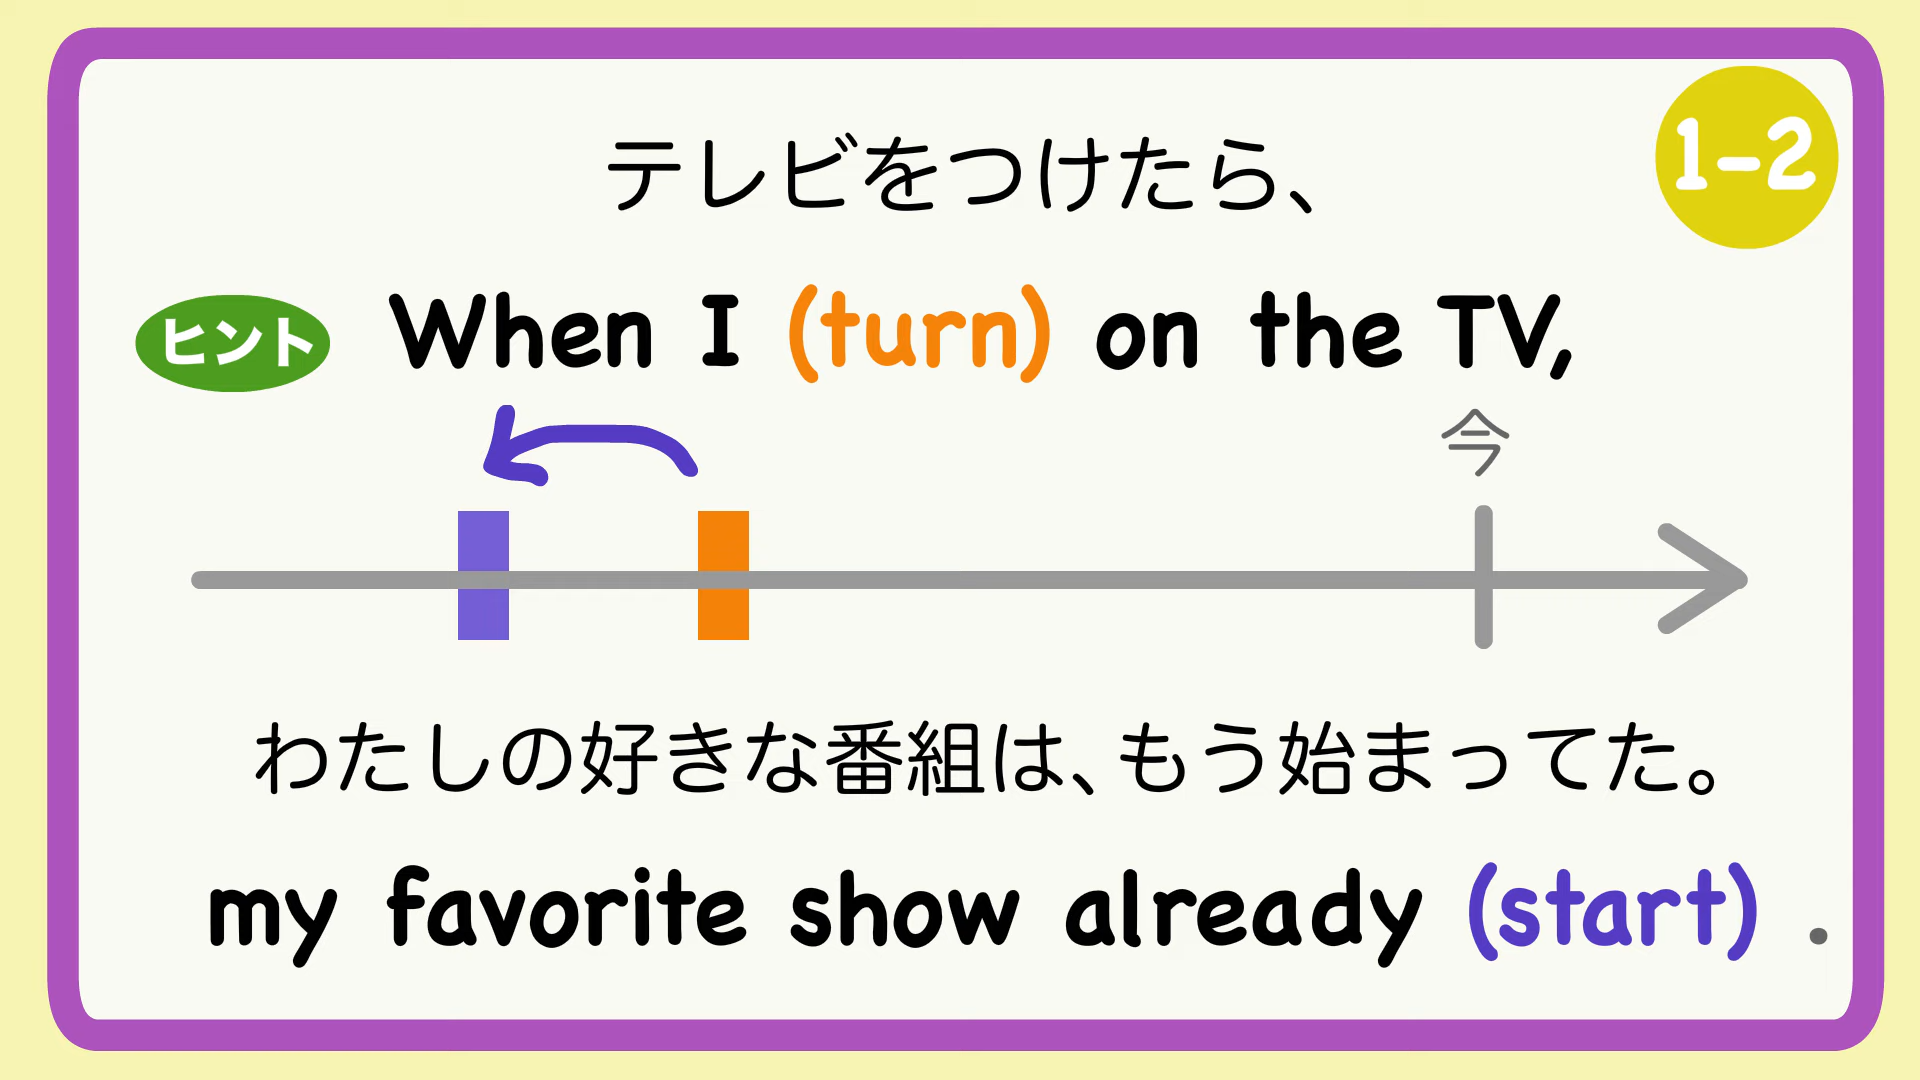 1-2
テレビをつけたら、
ヒント When I (turn) on the TV,
今
わたしの好きな番組は、もう始まってた。
my favorite show already (start) .